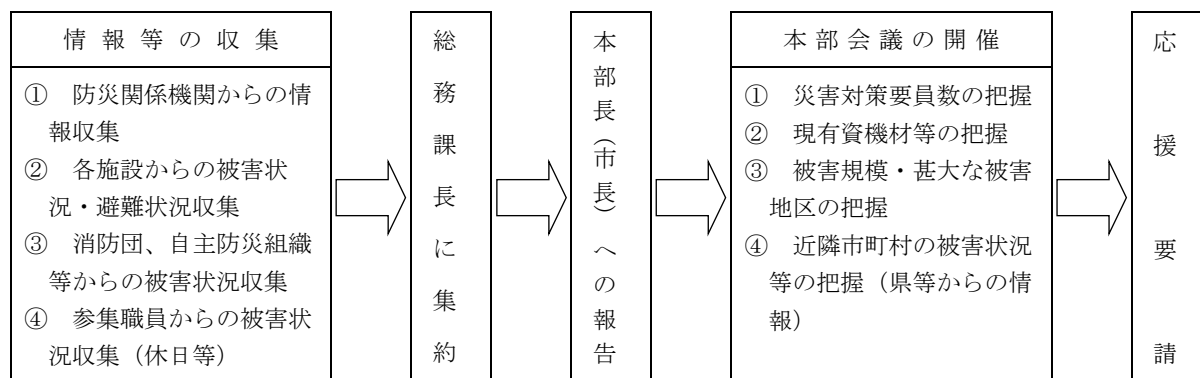 情報等の収集
① 防災関係機関からの情
報収集
② 各施設からの被害状
況・避難状況収集
③ 消防団、自主防災組織
等からの被害状況収集
④ 参集職員からの被害状
況収集（休日等）
総務課長に集約
本部長（市長）への報告
本部会議の開催
① 災害対策要員数の把握
② 現有資機材等の把握
③ 被害規模・甚大な被害
地区の把握
④ 近隣市町村の被害状況
等の把握（県等からの情
報）
応援要請